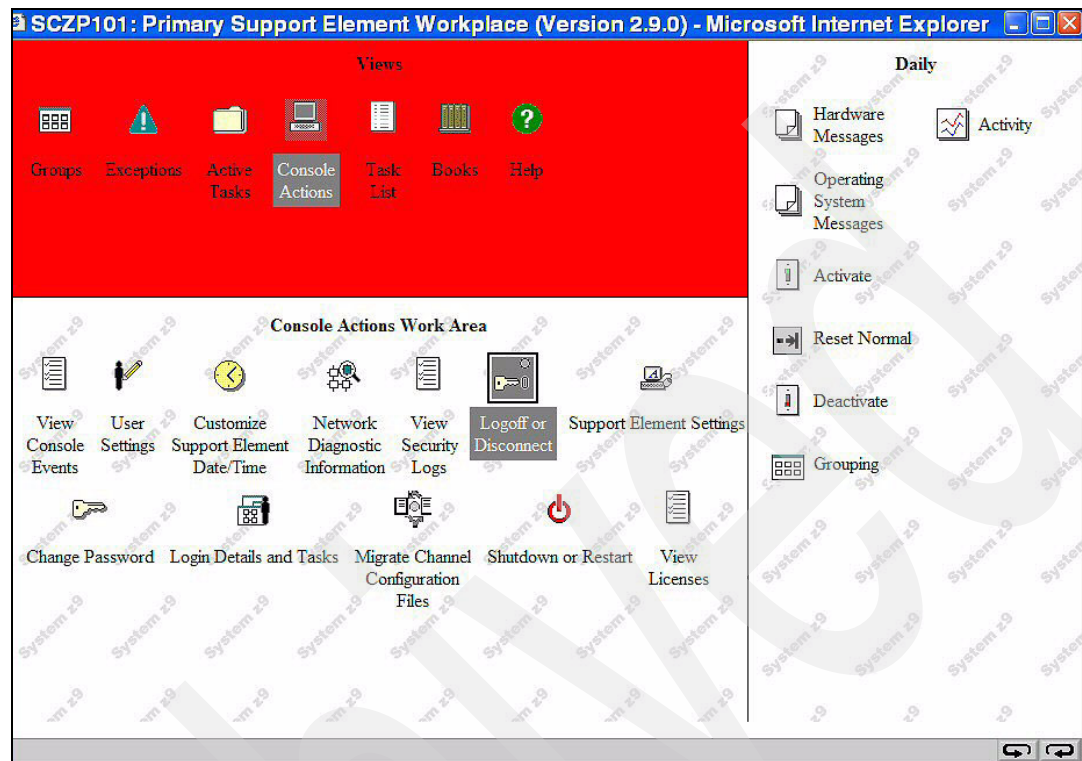 SCZP101: Primary Support Element Workplace (Version 2.9.0) - Microsoft Internet Explorer
Views
Groups
Exceptions
Active
Tasks
Console
Actions
Task
List
Books
Help
Console Actions Work Area
View
Console
Events
User
Settings
Customize
Support Element
Date/Time
Network
Diagnostic
Information
View
Security
Logs
Logoff or
Disconnect
Support Element Settings
Change Password
Login Details and Tasks
Migrate Channel
Configuration
Files
Shutdown or Restart
View
Licenses
Daily
Hardware
Messages
Activity
Operating
System
Messages
Activate
Reset Normal
Deactivate
Grouping
System z9